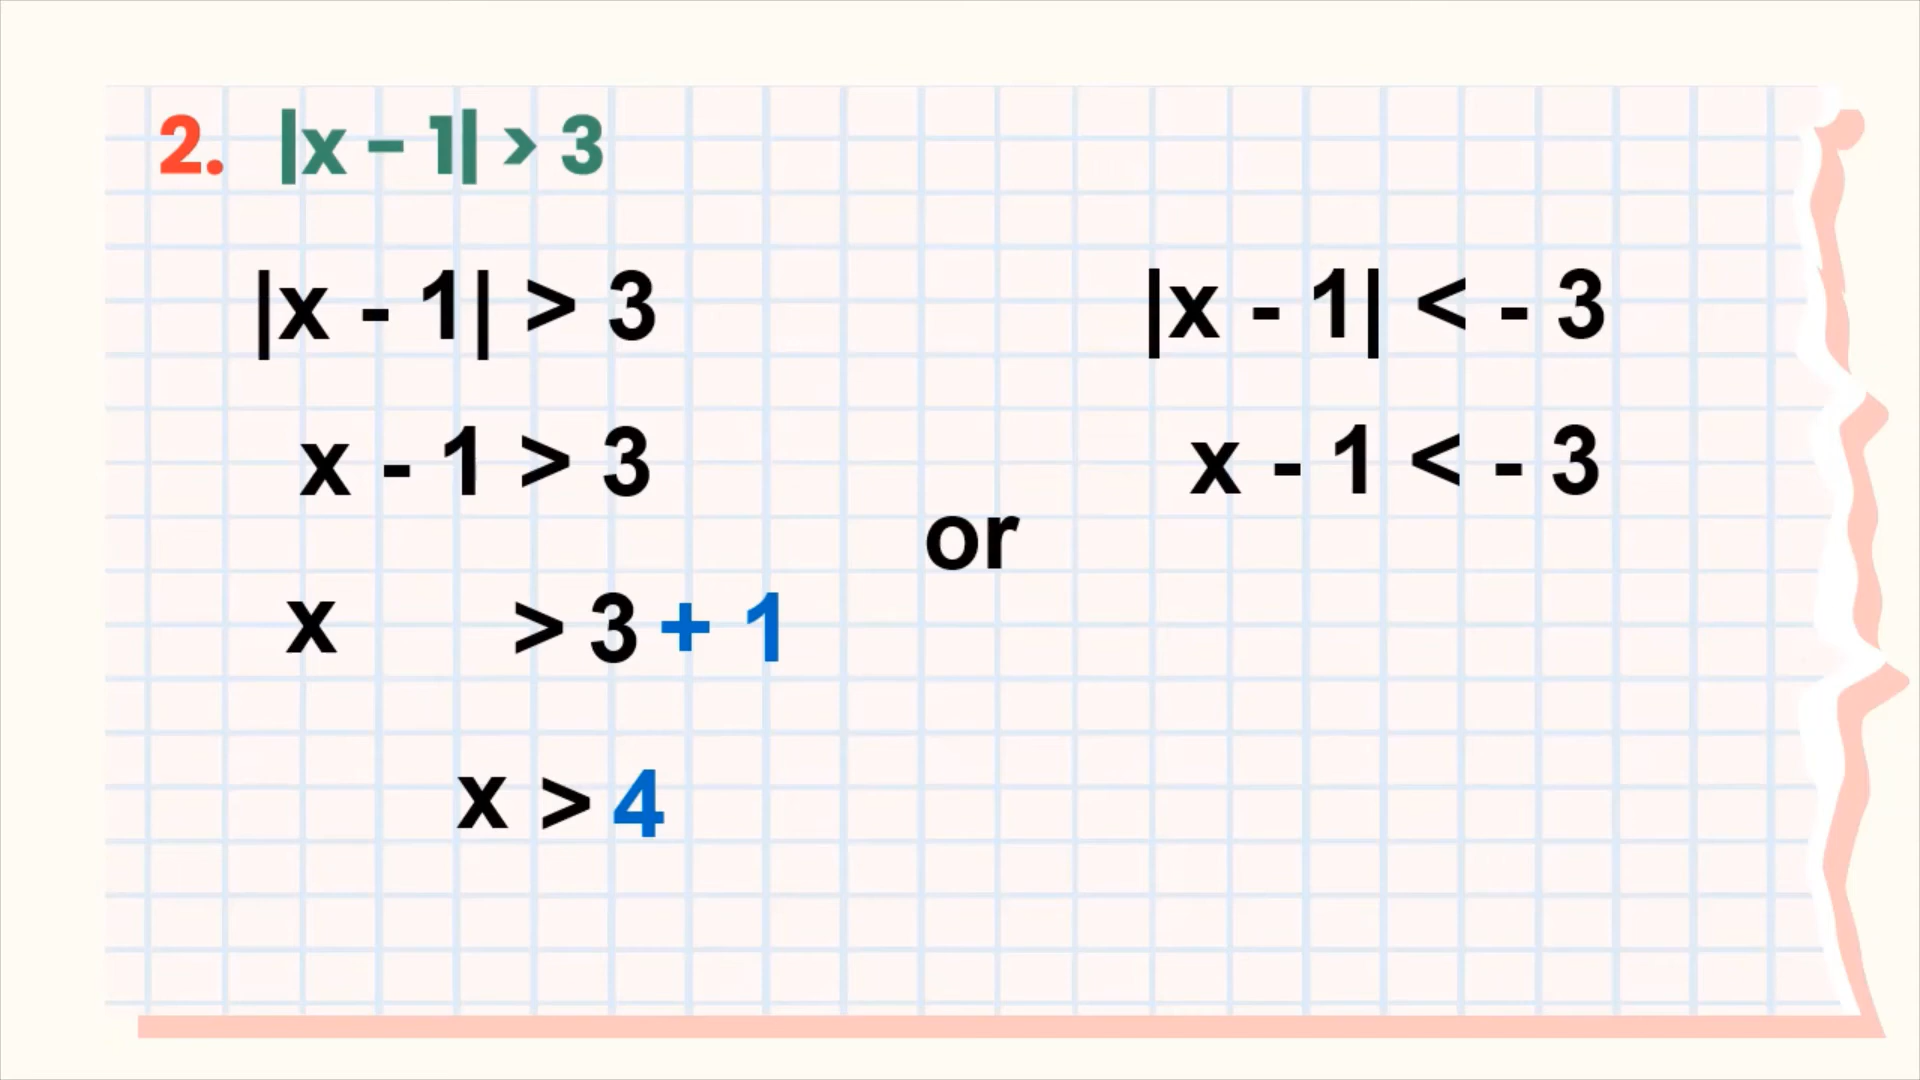 2. |x - 1| > 3
|x - 1| > 3
x - 1 > 3
x > 3 + 1
x > 4
or
|x - 1| < - 3
x - 1 < - 3